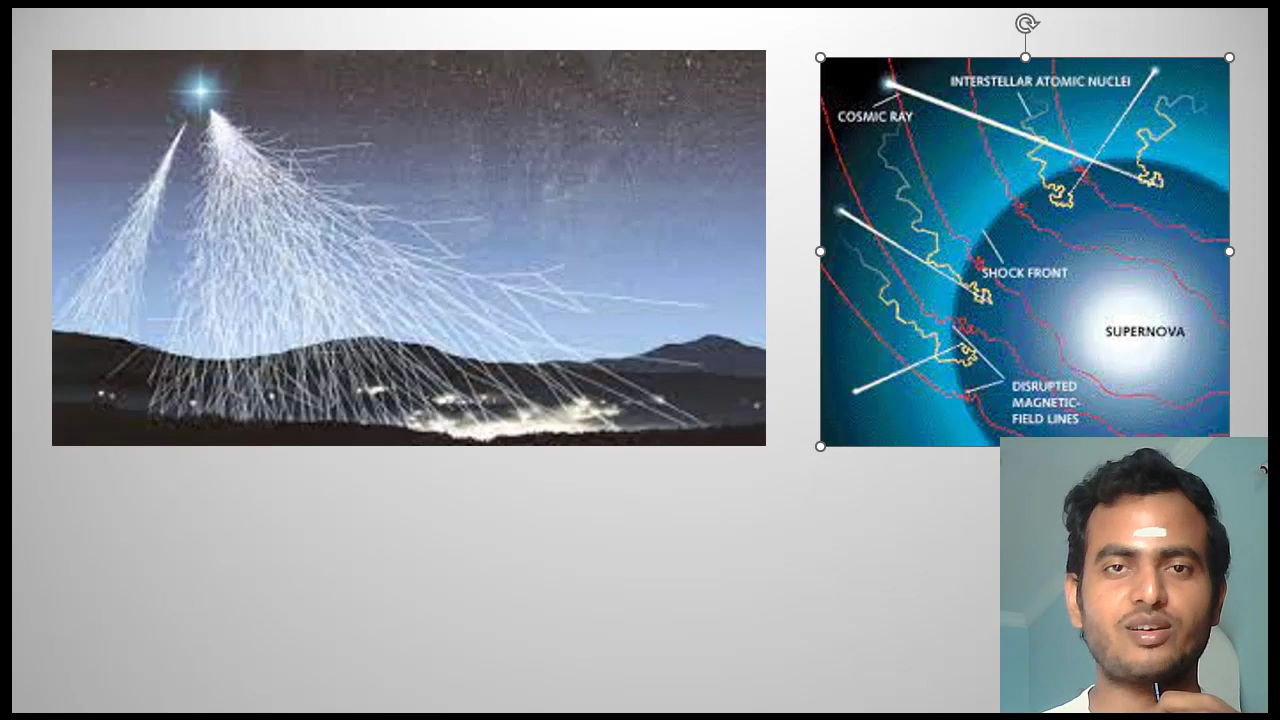 INTERSTELLAR ATOMIC NUCLEI
COSMIC RAY
SHOCK FRONT
SUPERNOVA
DISRUPTED
MAGNETIC-
FIELD LINES